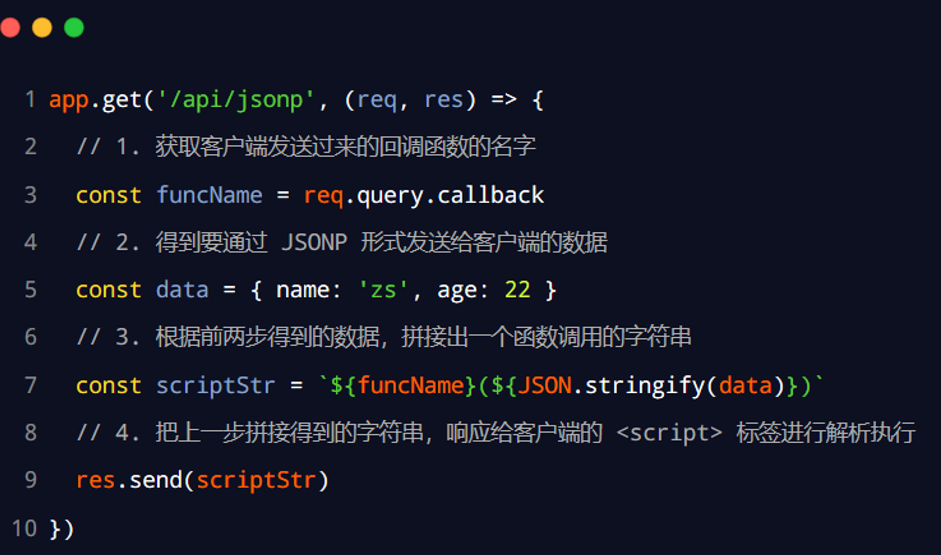 1 app.get('/api/jsonp', (req, res) => {
2   // 1. 获取客户端发送过来的回调函数的名字
3   const funcName = req.query.callback
4   // 2. 得到要通过 JSONP 形式发送给客户端的数据
5   const data = { name: 'zs', age: 22 }
6   // 3. 根据前两步得到的数据，拼接出一个函数调用的字符串
7   const scriptStr = `${funcName}(${JSON.stringify(data)})`
8   // 4. 把上一步拼接得到的字符串，响应给客户端的 <script> 标签进行解析执行
9   res.send(scriptStr)
10 })